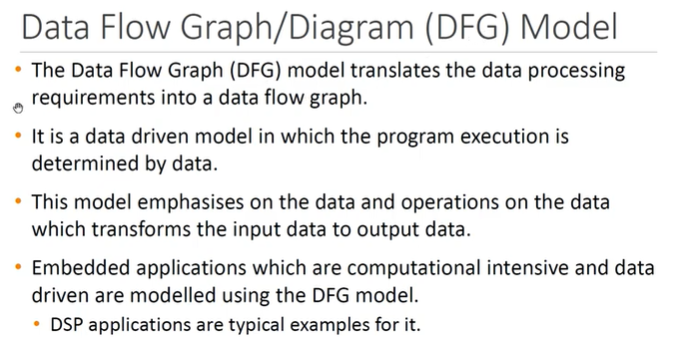 Data Flow Graph/Diagram (DFG) Model
• The Data Flow Graph (DFG) model translates the data processing
requirements into a data flow graph.
• It is a data driven model in which the program execution is
determined by data.
• This model emphasises on the data and operations on the data
which transforms the input data to output data.
• Embedded applications which are computational intensive and data
driven are modelled using the DFG model.
• DSP applications are typical examples for it.